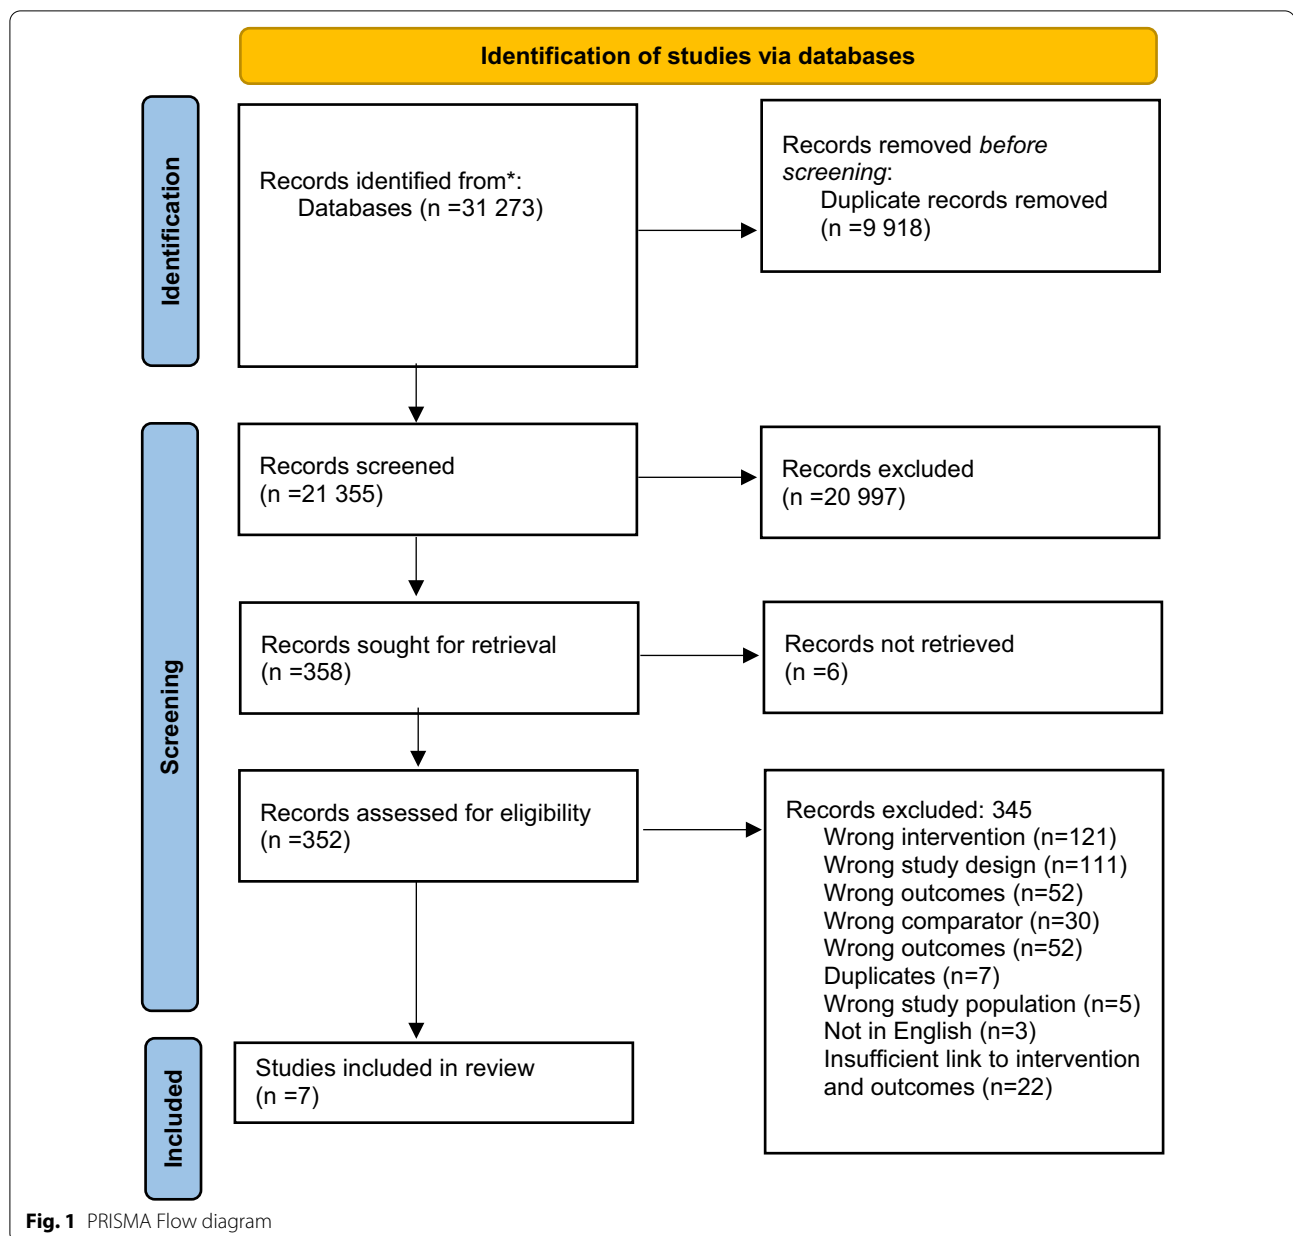 Identification of studies via databases
Identification
Records identified from*:
Databases (n =31 273)
Records removed before
screening:
Duplicate records removed
(n =9 918)
Screening
Records screened
(n =21 355)
Records excluded
(n =20 997)
Records sought for retrieval
(n =358)
Records not retrieved
(n =6)
Records assessed for eligibility
(n =352)
Records excluded: 345
Wrong intervention (n=121)
Wrong study design (n=111)
Wrong outcomes (n=52)
Wrong comparator (n=30)
Wrong outcomes (n=52)
Duplicates (n=7)
Wrong study population (n=5)
Not in English (n=3)
Insufficient link to intervention
and outcomes (n=22)
Included
Studies included in review
(n =7)
Fig. 1 PRISMA Flow diagram